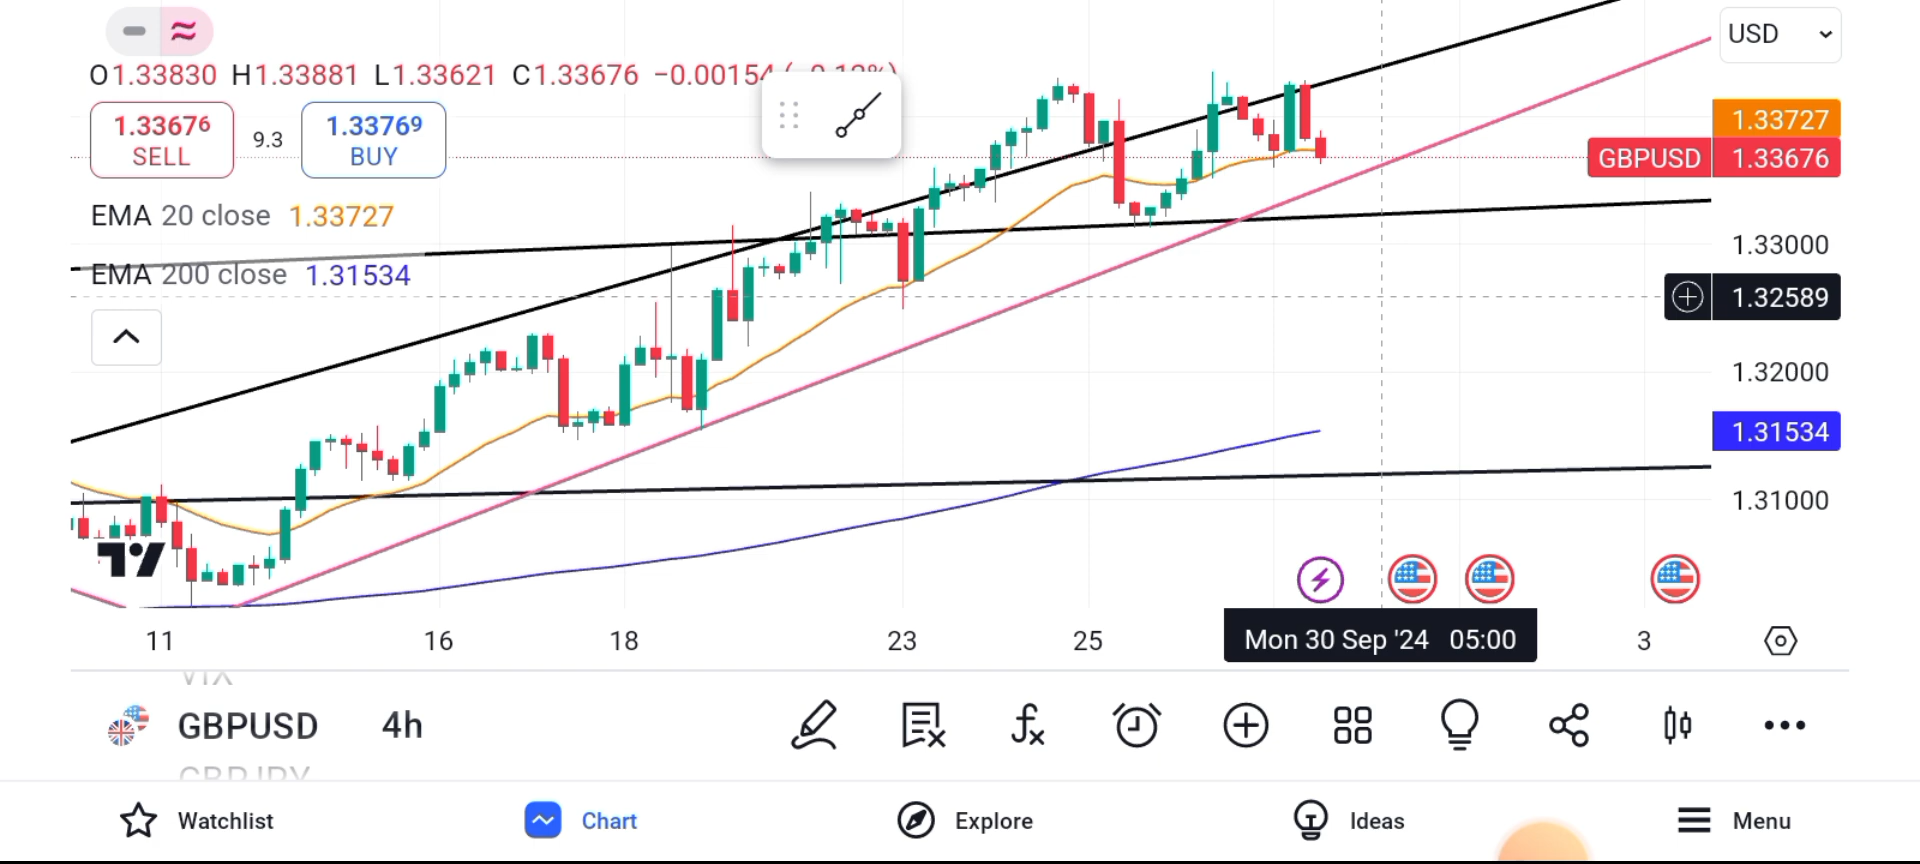 USD
O1.33830 H1.33881 L1.33621 C1.33676 −0.00154
1.33676 SELL
9.3
1.33769 BUY
1.33727
GBPUSD 1.33676
EMA 20 close 1.33727
1.33000
EMA 200 close 1.31534
1.32589
1.32000
1.31534
1.31000
11 16 18 23 25 Mon 30 Sep '24 05:00 3
VIX
GBPUSD 4h
GBPJPY
Watchlist Chart Explore Ideas Menu